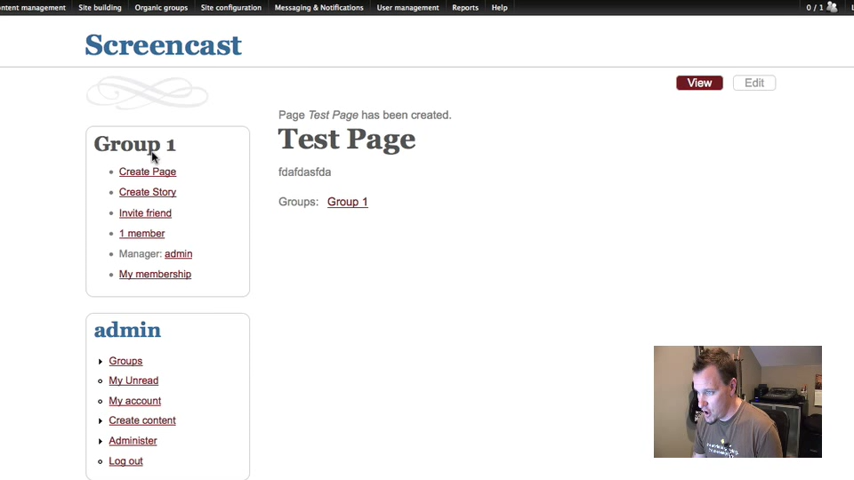 ontent management Site building Organic groups Site configuration Messaging & Notifications User management Reports Help 0 / 1
Screencast
View Edit
Page Test Page has been created.
Test Page
fdafdasfda
Groups: Group 1
Group 1
Create Page
Create Story
Invite friend
1 member
Manager: admin
My membership
admin
Groups
My Unread
My account
Create content
Administer
Log out